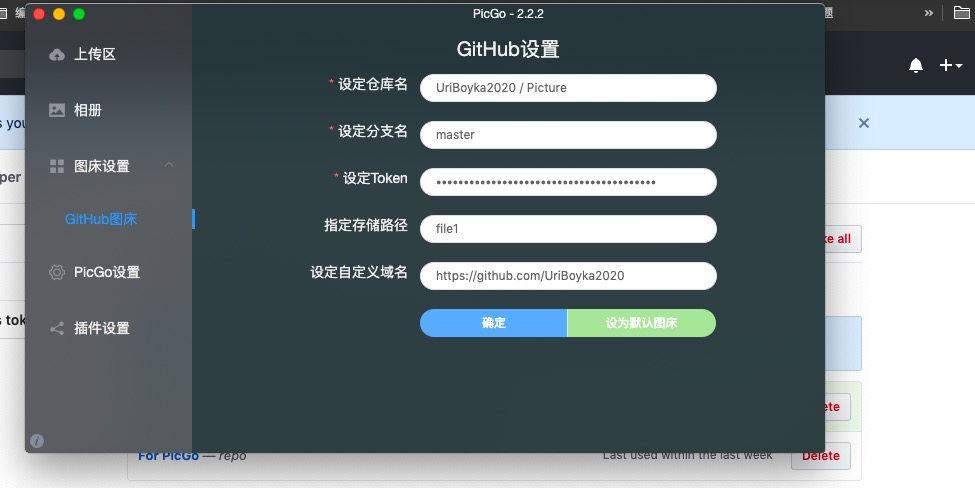 编
PicGo - 2.2.2
题
»
上传区
相册
图床设置
GitHub图床
PicGo设置
插件设置
GitHub设置
* 设定仓库名
UriBoyka2020 / Picture
* 设定分支名
master
* 设定Token
指定存储路径
file1
设定自定义域名
https://github.com/UriBoyka2020
确定
设为默认图床
s you
per
ke all
s tok
ete
For PicGo — repo
Last used within the last week
Delete